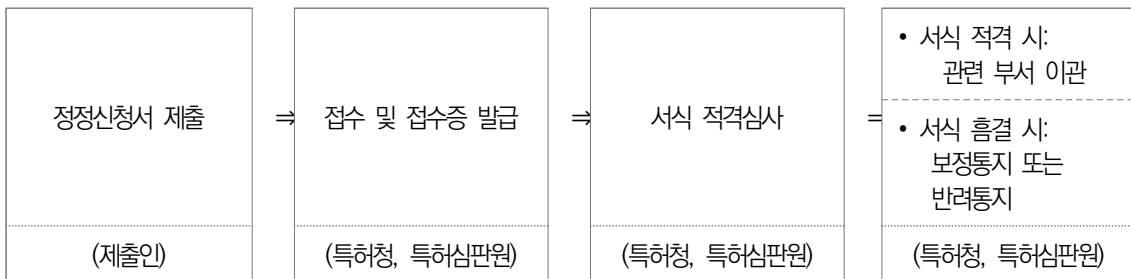 정정신청서 제출
(제출인)
⇒
접수 및 접수증 발급
(특허청, 특허심판원)
⇒
서식 적격심사
(특허청, 특허심판원)
=
• 서식 적격 시:
관련 부서 이관
• 서식 흠결 시:
보정통지 또는
반려통지
(특허청, 특허심판원)